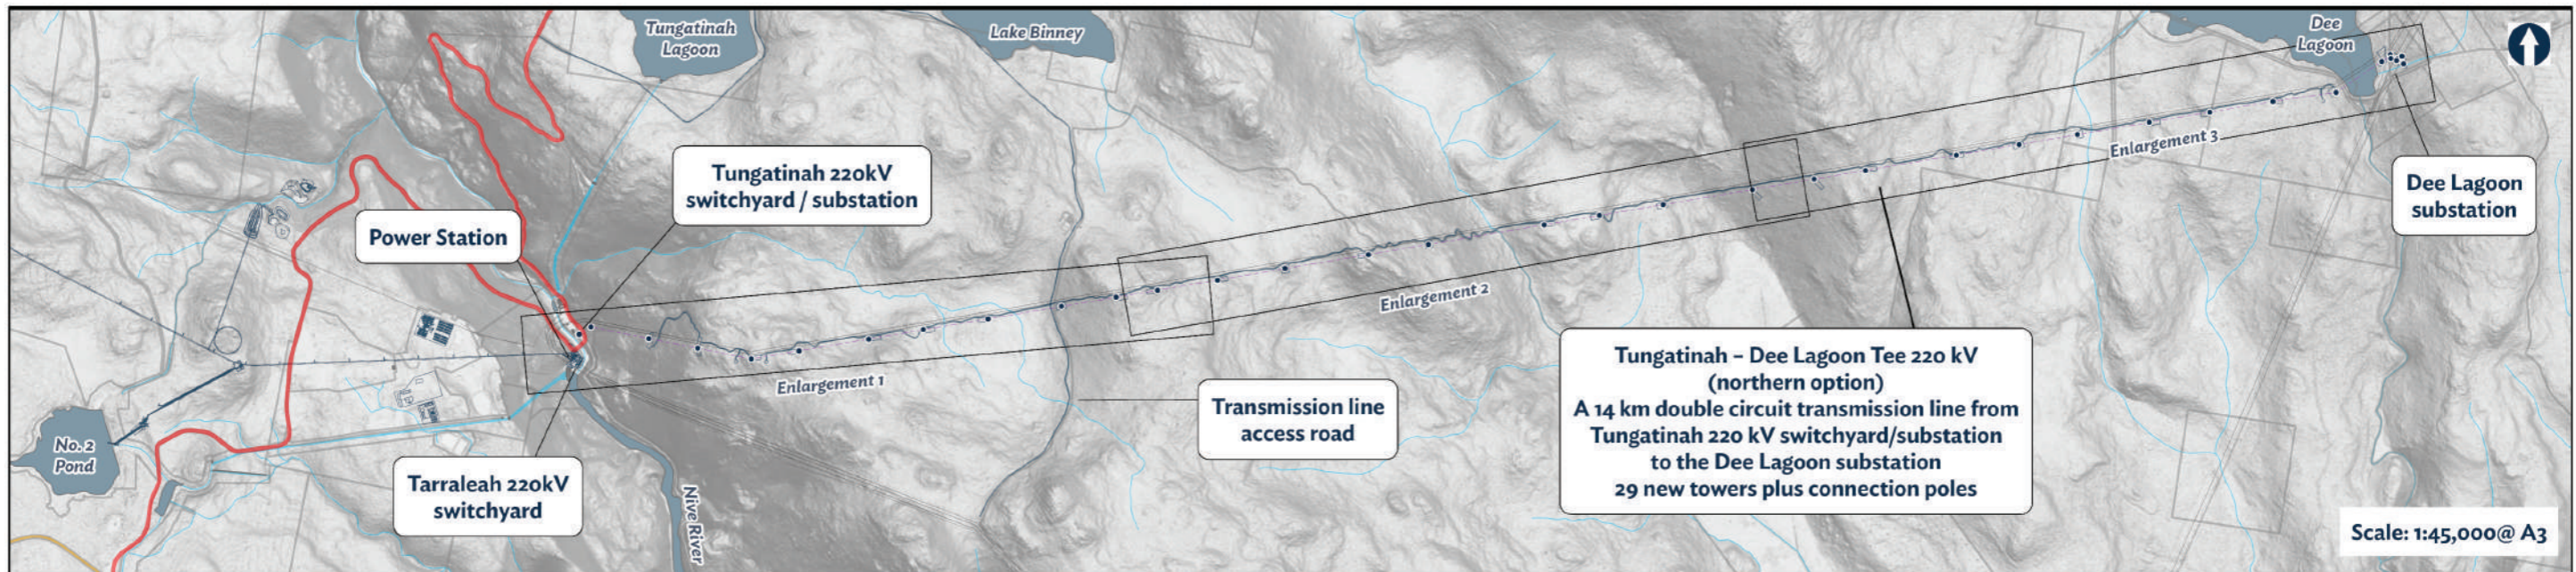 Tungatinah
Lagoon
Lake Binney
Dee
Lagoon
Tungatinah 220kV
switchyard / substation
Power Station
Enlargement 3
Dee Lagoon
substation
Enlargement 2
Enlargement 1
Tungatinah – Dee Lagoon Tee 220 kV
(northern option)
A 14 km double circuit transmission line from
Tungatinah 220 kV switchyard/substation
to the Dee Lagoon substation
29 new towers plus connection poles
Transmission line
access road
No. 2
Pond
Tarraleah 220kV
switchyard
Nive River
Scale: 1:45,000@ A3